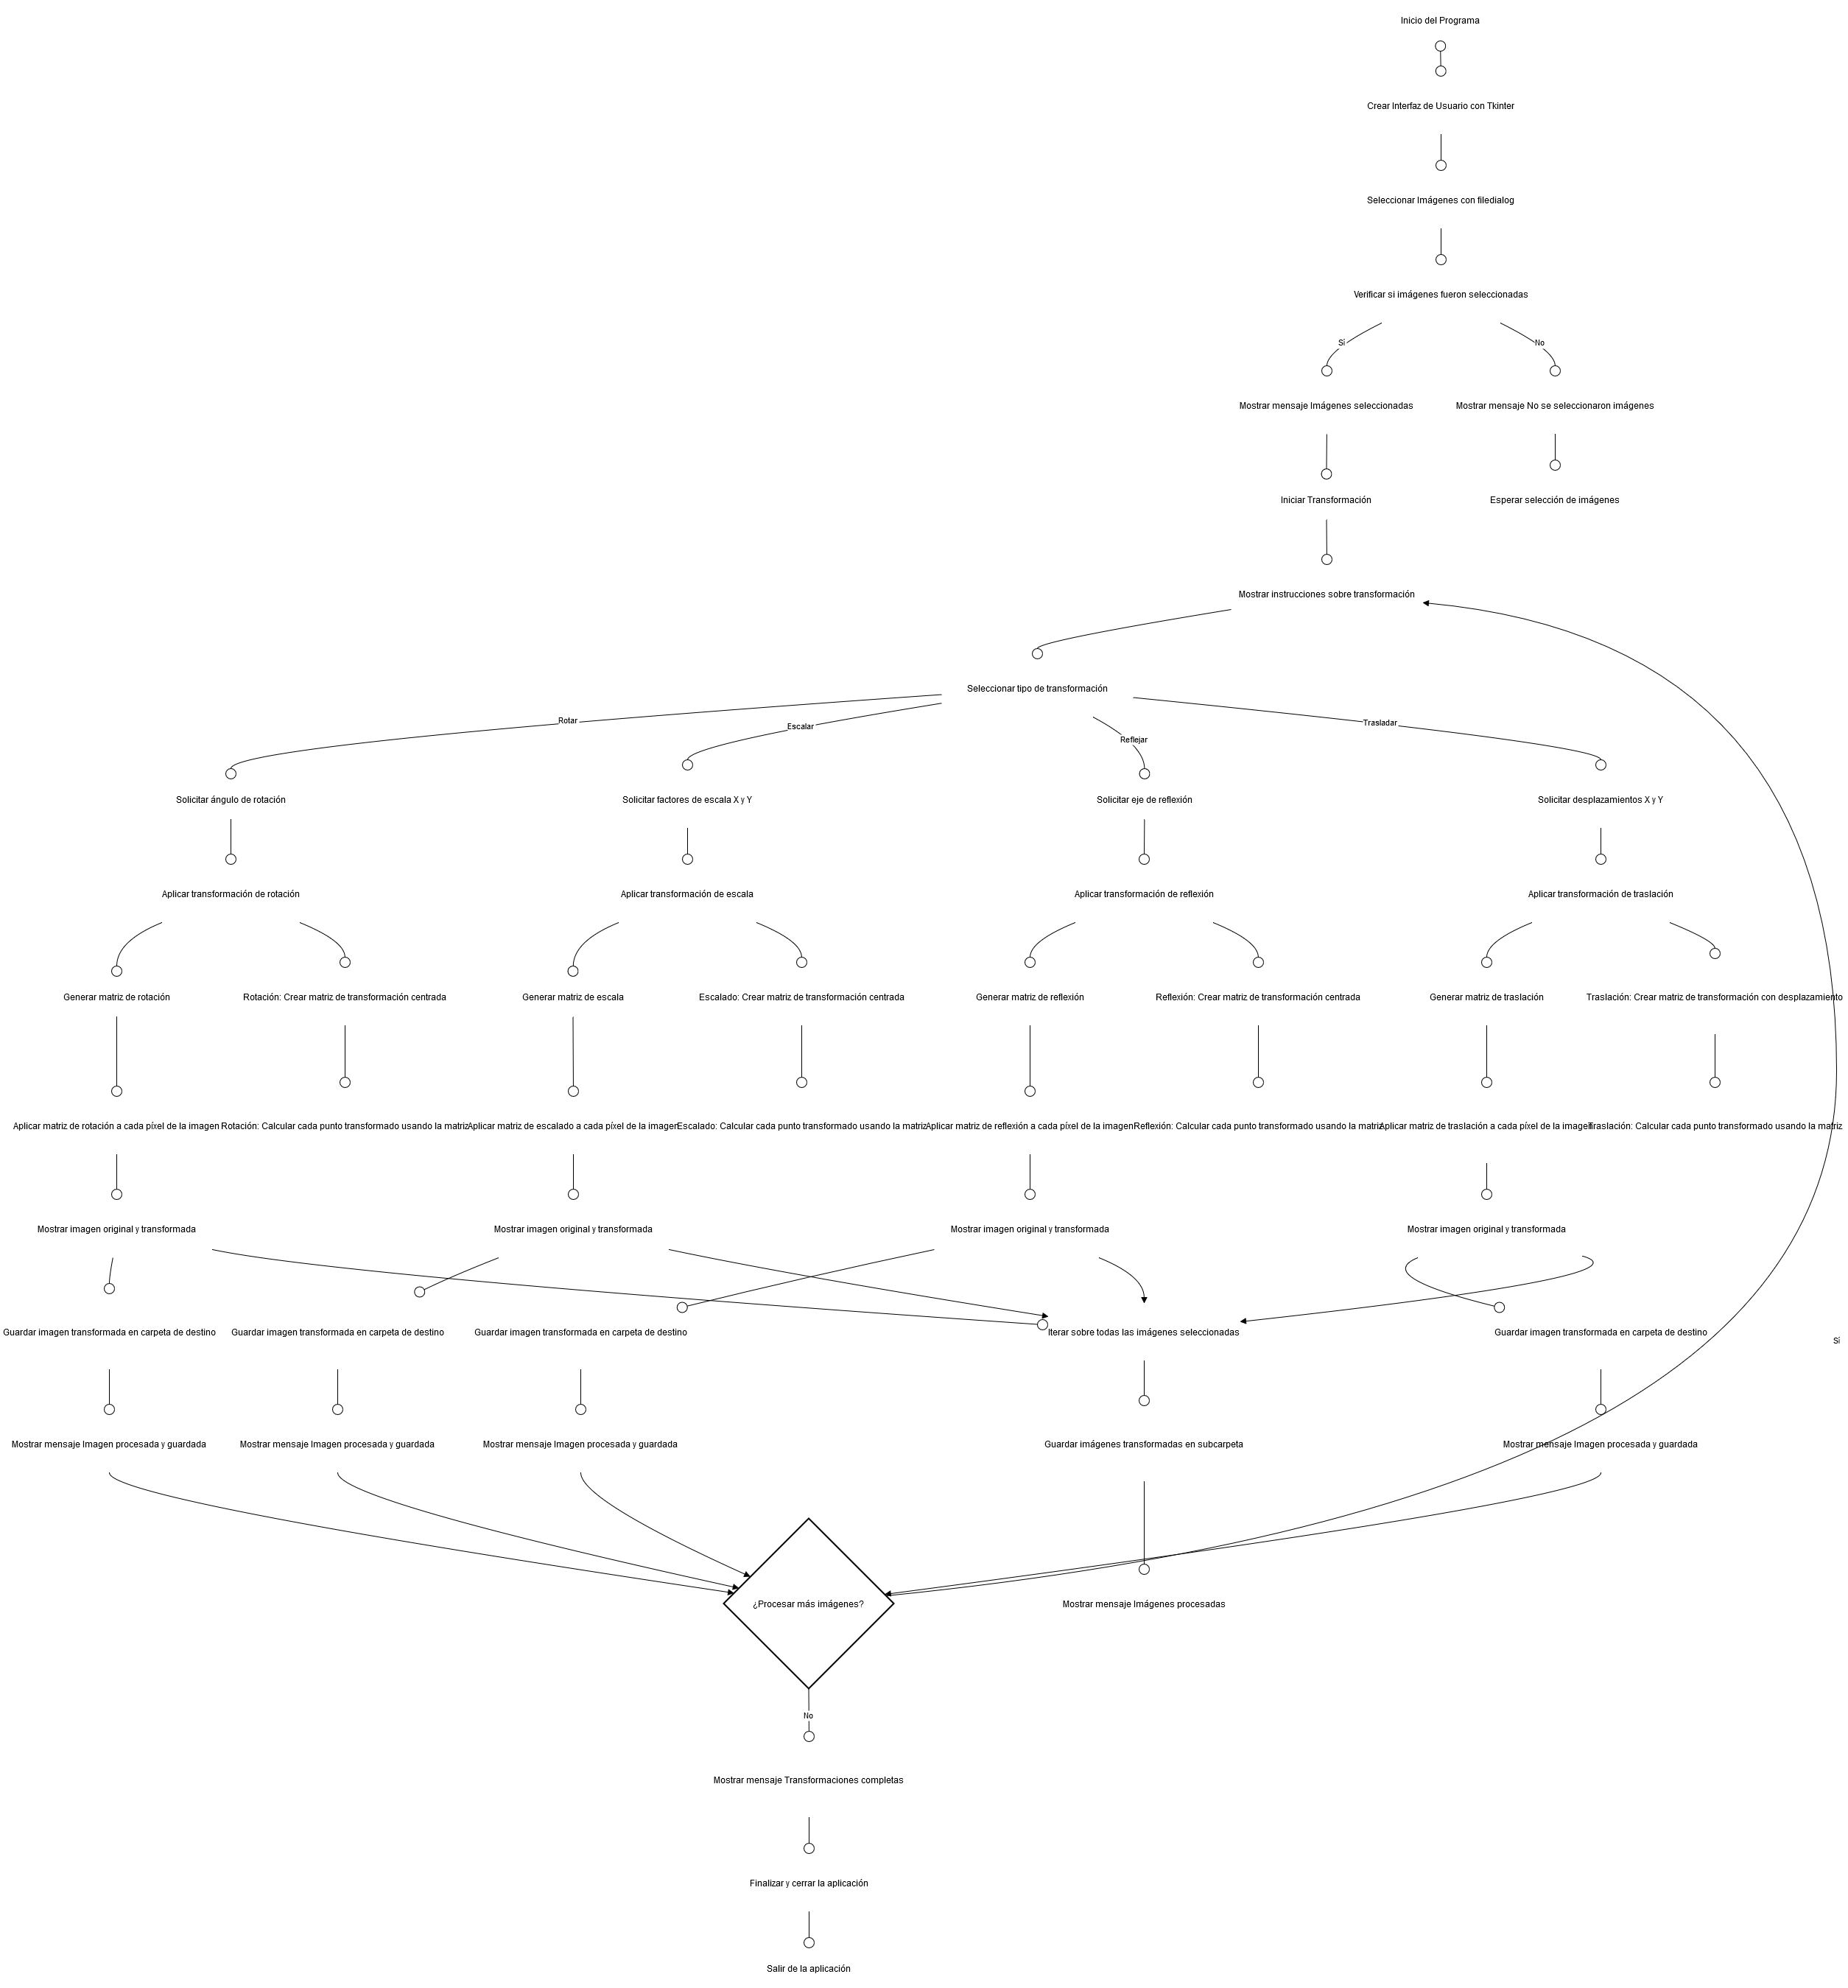 Inicio del Programa
Crear Interfaz de Usuario con Tkinter
Seleccionar Imágenes con filedialog
Verificar si imágenes fueron seleccionadas
Sí
No
Mostrar mensaje Imágenes seleccionadas
Mostrar mensaje No se seleccionaron imágenes
Iniciar Transformación
Esperar selección de imágenes
Mostrar instrucciones sobre transformación
Seleccionar tipo de transformación
Rotar
Escalar
Reflejar
Trasladar
Solicitar ángulo de rotación
Solicitar factores de escala X y Y
Solicitar eje de reflexión
Solicitar desplazamientos X y Y
Aplicar transformación de rotación
Aplicar transformación de escala
Aplicar transformación de reflexión
Aplicar transformación de traslación
Generar matriz de rotación
Rotación: Crear matriz de transformación centrada
Generar matriz de escala
Escalado: Crear matriz de transformación centrada
Generar matriz de reflexión
Reflexión: Crear matriz de transformación centrada
Generar matriz de traslación
Traslación: Crear matriz de transformación con desplazamiento
Aplicar matriz de rotación a cada píxel de la imagen
Rotación: Calcular cada punto transformado usando la matriz
Aplicar matriz de escalado a cada píxel de la imagen
Escalado: Calcular cada punto transformado usando la matriz
Aplicar matriz de reflexión a cada píxel de la imagen
Reflexión: Calcular cada punto transformado usando la matriz
Aplicar matriz de traslación a cada píxel de la imagen
Traslación: Calcular cada punto transformado usando la matriz
Mostrar imagen original y transformada
Mostrar imagen original y transformada
Mostrar imagen original y transformada
Mostrar imagen original y transformada
Guardar imagen transformada en carpeta de destino
Guardar imagen transformada en carpeta de destino
Guardar imagen transformada en carpeta de destino
Iterar sobre todas las imágenes seleccionadas
Guardar imagen transformada en carpeta de destino
Sí
Mostrar mensaje Imagen procesada y guardada
Mostrar mensaje Imagen procesada y guardada
Mostrar mensaje Imagen procesada y guardada
Guardar imágenes transformadas en subcarpeta
Mostrar mensaje Imagen procesada y guardada
¿Procesar más imágenes?
Mostrar mensaje Imágenes procesadas
No
Mostrar mensaje Transformaciones completas
Finalizar y cerrar la aplicación
Salir de la aplicación